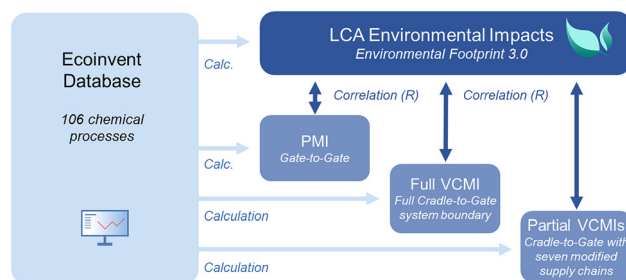 Ecoinvent
Database
106 chemical
processes
Calc.
LCA Environmental Impacts
Environmental Footprint 3.0
Correlation (R)
Correlation (R)
Calc.
PMI
Gate-to-Gate
Calculation
Full VCMI
Full Cradle-to-Gate
system boundary
Calculation
Partial VCMIs
Cradle-to-Gate with
seven modified
supply chains